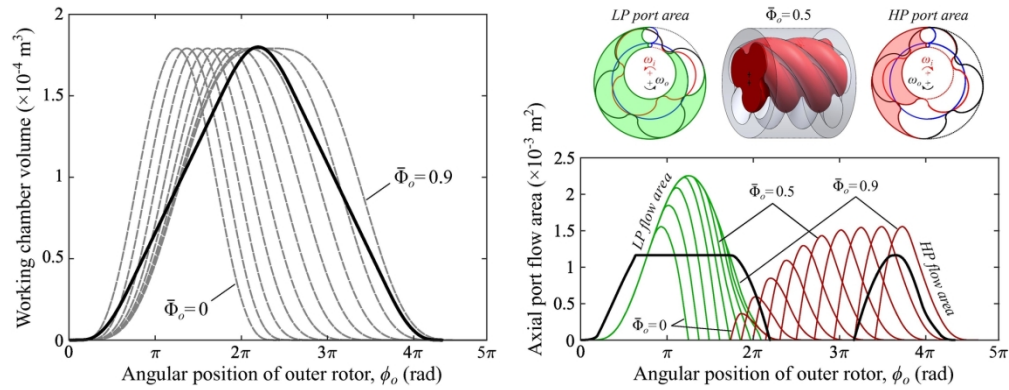 Working chamber volume (×10⁻⁴ m³)
2
1.5
1
0.5
0
Φ̄ₒ=0.9
Φ̄ₒ=0
0
π
2π
3π
4π
5π
Angular position of outer rotor, ϕₒ (rad)
LP port area
Φ̄ₒ=0.5
HP port area
ωᵢ
ωₒ
ωᵢ
ωₒ
Axial port flow area (×10⁻³ m²)
2.5
2
1.5
1
0.5
0
LP flow area
Φ̄ₒ=0.5
Φ̄ₒ=0.9
HP flow area
Φ̄ₒ=0
0
π
2π
3π
4π
5π
Angular position of outer rotor, ϕₒ (rad)